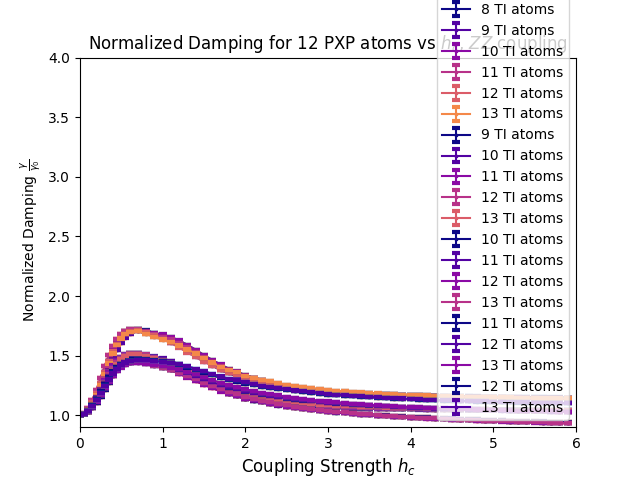 8 TI atoms
9 TI atoms
10 TI atoms
11 TI atoms
12 TI atoms
13 TI atoms
9 TI atoms
10 TI atoms
11 TI atoms
12 TI atoms
13 TI atoms
10 TI atoms
11 TI atoms
12 TI atoms
13 TI atoms
11 TI atoms
12 TI atoms
13 TI atoms
12 TI atoms
13 TI atoms
Normalized Damping for 12 PXP atoms vs ZZ coupling
Normalized Damping γ/γ₀
4.0
3.5
3.0
2.5
2.0
1.5
1.0
0 1 2 3 4 5 6
Coupling Strength h_c